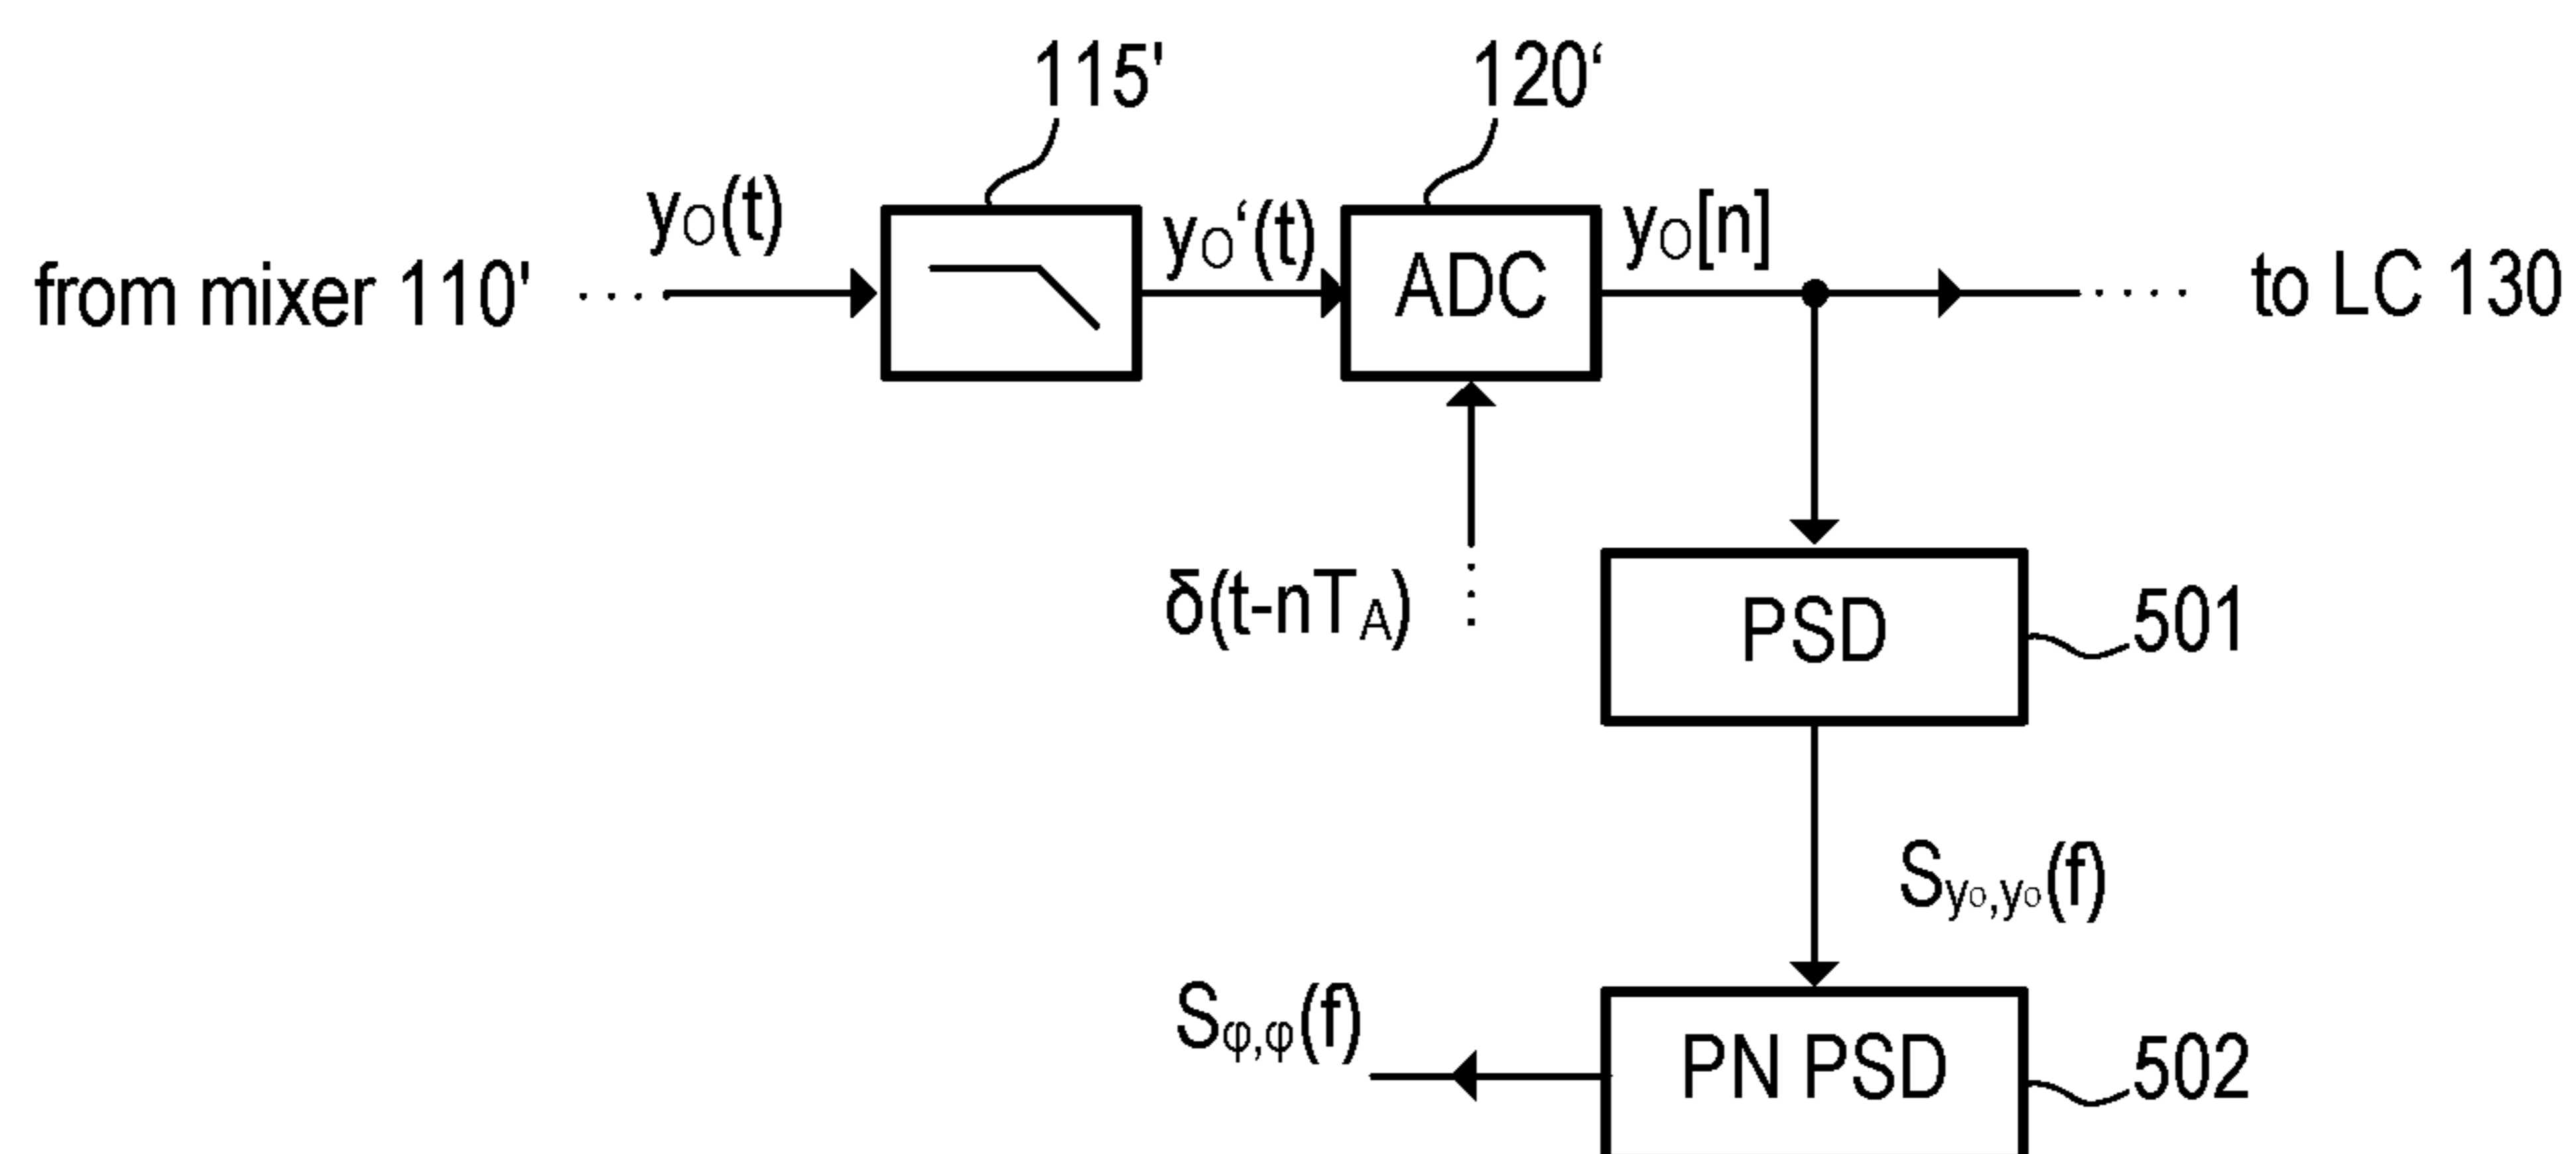 115' 120‘
yO(t) yO‘(t) yO[n]
from mixer 110' ADC to LC 130
δ(t-nTA)
PSD 501
Syo,yo(f)
Sφ,φ(f)
PN PSD 502